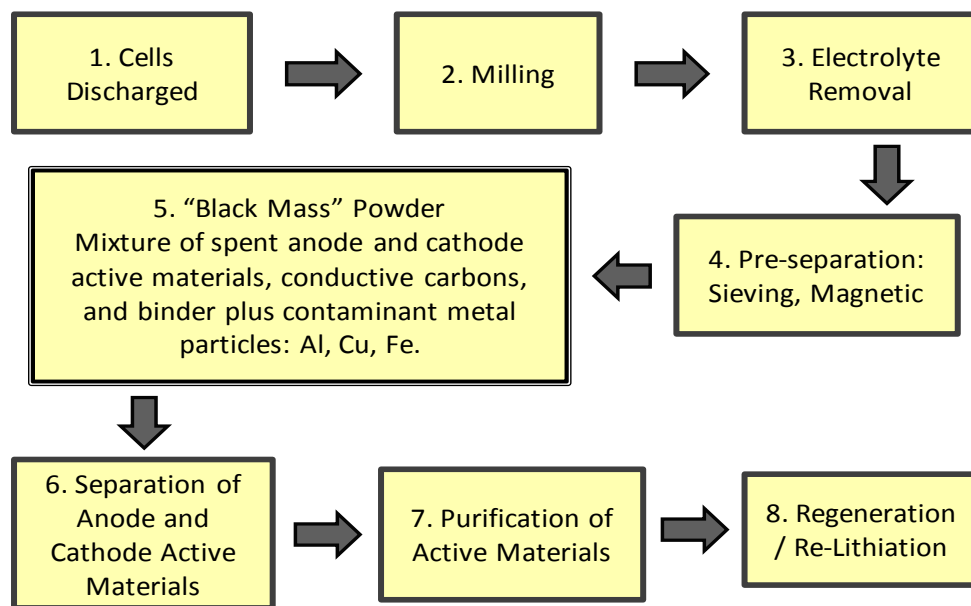 1. Cells
Discharged
2. Milling
3. Electrolyte
Removal
4. Pre-separation:
Sieving, Magnetic
5. “Black Mass” Powder
Mixture of spent anode and cathode
active materials, conductive carbons,
and binder plus contaminant metal
particles: Al, Cu, Fe.
6. Separation of
Anode and
Cathode Active
Materials
7. Purification of
Active Materials
8. Regeneration
/ Re-Lithiation